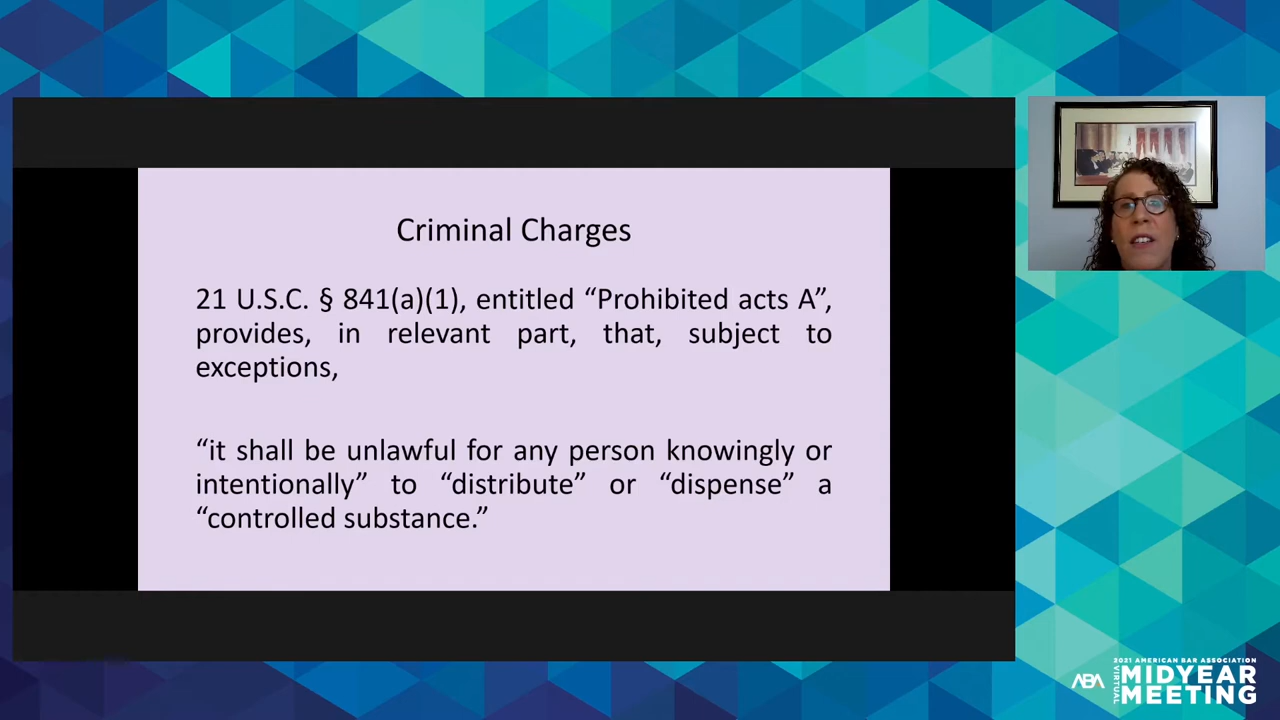 Criminal Charges
21 U.S.C. § 841(a)(1), entitled “Prohibited acts A”,
provides, in relevant part, that, subject to
exceptions,
“it shall be unlawful for any person knowingly or
intentionally” to “distribute” or “dispense” a
“controlled substance.”
2021 AMERICAN BAR ASSOCIATION
ABA
VIRTUAL
MIDYEAR
MEETING